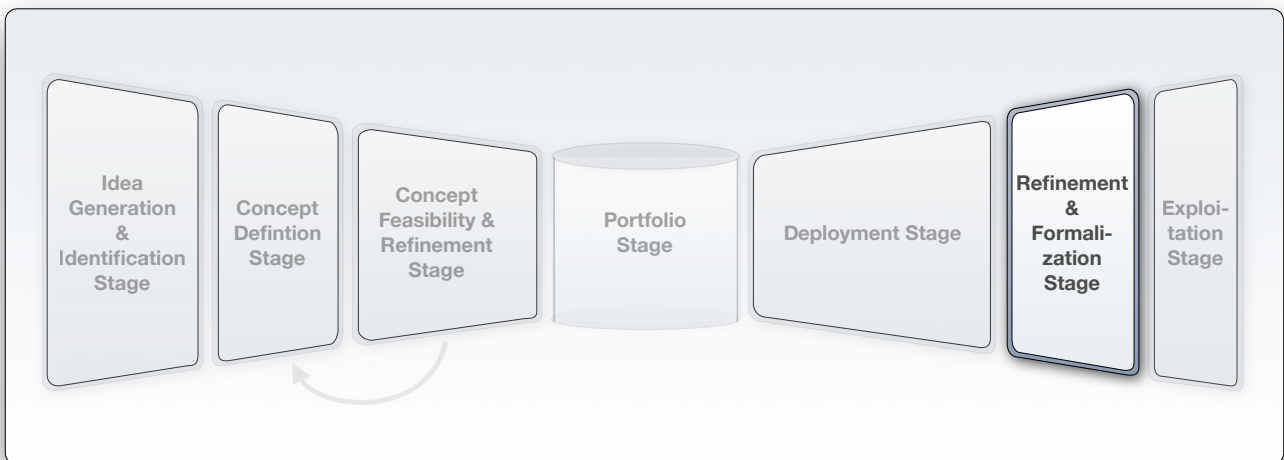 Idea
Generation
&
Identification
Stage
Concept
Defintion
Stage
Concept
Feasibility &
Refinement
Stage
Portfolio
Stage
Deployment Stage
Refinement
&
Formali-
zation
Stage
Exploi-
tation
Stage